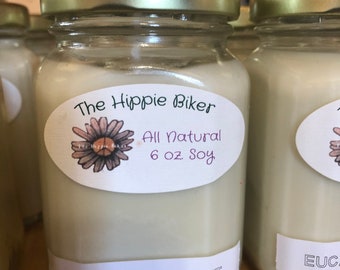 The Hippie Biker
All Natural
6 oz Soy
EUC